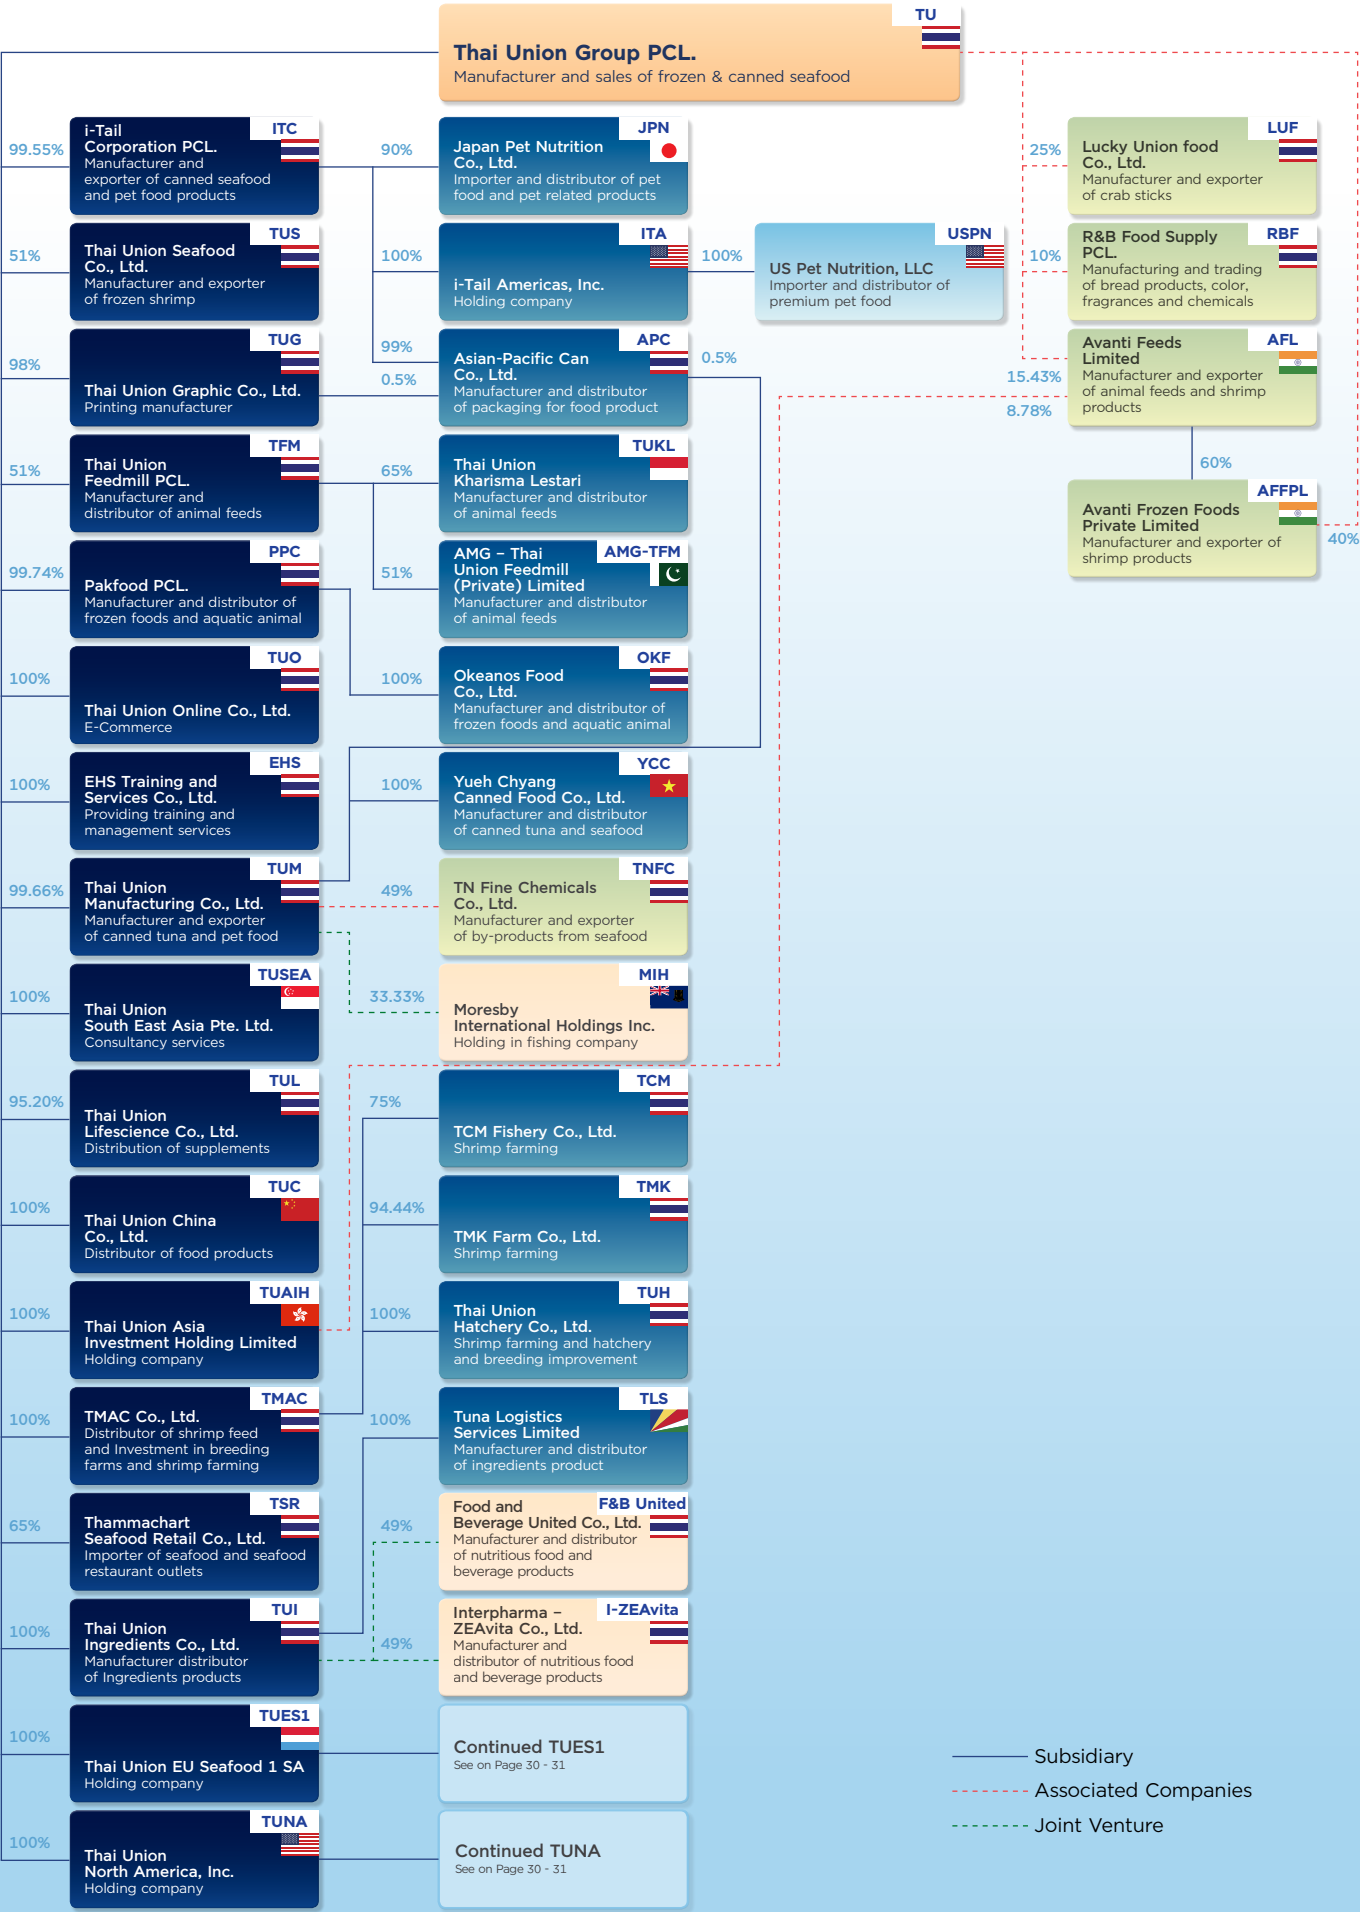 TU
Thai Union Group PCL.
Manufacturer and sales of frozen & canned seafood
99.55%
ITC
i-Tail
Corporation PCL.
Manufacturer and
exporter of canned seafood
and pet food products
90%
JPN
Japan Pet Nutrition
Co., Ltd.
Importer and distributor of pet
food and pet related products
25%
LUF
Lucky Union food
Co., Ltd.
Manufacturer and exporter
of crab sticks
51%
TUS
Thai Union Seafood
Co., Ltd.
Manufacturer and exporter
of frozen shrimp
100%
ITA
i-Tail Americas, Inc.
Holding company
100%
USPN
US Pet Nutrition, LLC
Importer and distributor of
premium pet food
10%
RBF
R&B Food Supply
PCL.
Manufacturing and trading
of bread products, color,
fragrances and chemicals
98%
TUG
Thai Union Graphic Co., Ltd.
Printing manufacturer
99%
0.5%
APC
Asian-Pacific Can
Co., Ltd.
Manufacturer and distributor
of packaging for food product
0.5%
15.43%
8.78%
AFL
Avanti Feeds
Limited
Manufacturer and exporter
of animal feeds and shrimp
products
51%
TFM
Thai Union
Feedmill PCL.
Manufacturer and
distributor of animal feeds
65%
TUKL
Thai Union
Kharisma Lestari
Manufacturer and distributor
of animal feeds
60%
AFFPL
Avanti Frozen Foods
Private Limited
Manufacturer and exporter of
shrimp products
40%
99.74%
PPC
Pakfood PCL.
Manufacturer and distributor of
frozen foods and aquatic animal
51%
AMG-TFM
AMG – Thai
Union Feedmill
(Private) Limited
Manufacturer and distributor
of animal feeds
100%
TUO
Thai Union Online Co., Ltd.
E-Commerce
100%
OKF
Okeanos Food
Co., Ltd.
Manufacturer and distributor of
frozen foods and aquatic animal
100%
EHS
EHS Training and
Services Co., Ltd.
Providing training and
management services
100%
YCC
Yueh Chyang
Canned Food Co., Ltd.
Manufacturer and distributor
of canned tuna and seafood
99.66%
TUM
Thai Union
Manufacturing Co., Ltd.
Manufacturer and exporter
of canned tuna and pet food
49%
TNFC
TN Fine Chemicals
Co., Ltd.
Manufacturer and exporter
of by-products from seafood
100%
TUSEA
Thai Union
South East Asia Pte. Ltd.
Consultancy services
33.33%
MIH
Moresby
International Holdings Inc.
Holding in fishing company
95.20%
TUL
Thai Union
Lifescience Co., Ltd.
Distribution of supplements
75%
TCM
TCM Fishery Co., Ltd.
Shrimp farming
100%
TUC
Thai Union China
Co., Ltd.
Distributor of food products
94.44%
TMK
TMK Farm Co., Ltd.
Shrimp farming
100%
TUAIH
Thai Union Asia
Investment Holding Limited
Holding company
100%
TUH
Thai Union
Hatchery Co., Ltd.
Shrimp farming and hatchery
and breeding improvement
100%
TMAC
TMAC Co., Ltd.
Distributor of shrimp feed
and Investment in breeding
farms and shrimp farming
100%
TLS
Tuna Logistics
Services Limited
Manufacturer and distributor
of ingredients product
65%
TSR
Thammachart
Seafood Retail Co., Ltd.
Importer of seafood and seafood
restaurant outlets
49%
F&B United
Food and
Beverage United Co., Ltd.
Manufacturer and distributor
of nutritious food and
beverage products
100%
TUI
Thai Union
Ingredients Co., Ltd.
Manufacturer distributor
of Ingredients products
49%
I-ZEAvita
Interpharma –
ZEAvita Co., Ltd.
Manufacturer and
distributor of nutritious food
and beverage products
100%
TUES1
Thai Union EU Seafood 1 SA
Holding company
Continued TUES1
See on Page 30 - 31
100%
TUNA
Thai Union
North America, Inc.
Holding company
Continued TUNA
See on Page 30 - 31
Subsidiary
Associated Companies
Joint Venture